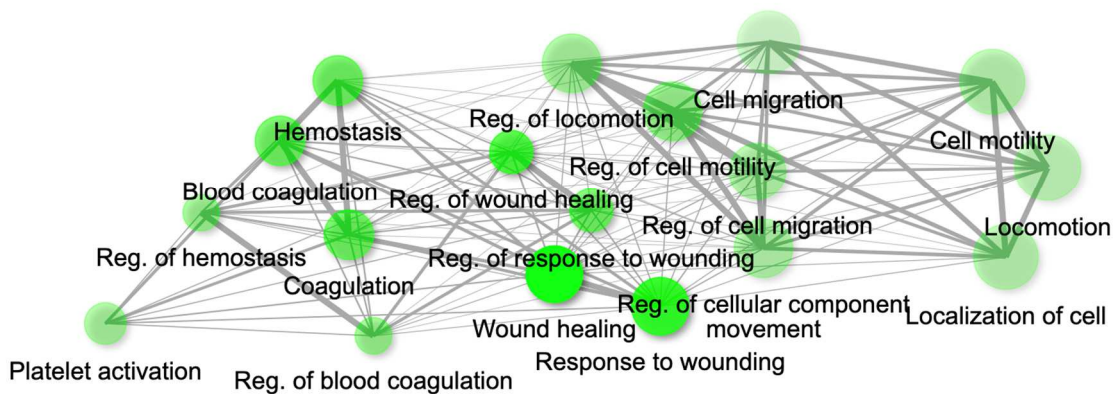 Cell migration
Reg. of locomotion
Hemostasis
Cell motility
Reg. of cell motility
Blood coagulation
Reg. of wound healing
Reg. of cell migration
Locomotion
Reg. of hemostasis
Reg. of response to wounding
Coagulation
Reg. of cellular component
movement
Localization of cell
Wound healing
Response to wounding
Platelet activation
Reg. of blood coagulation